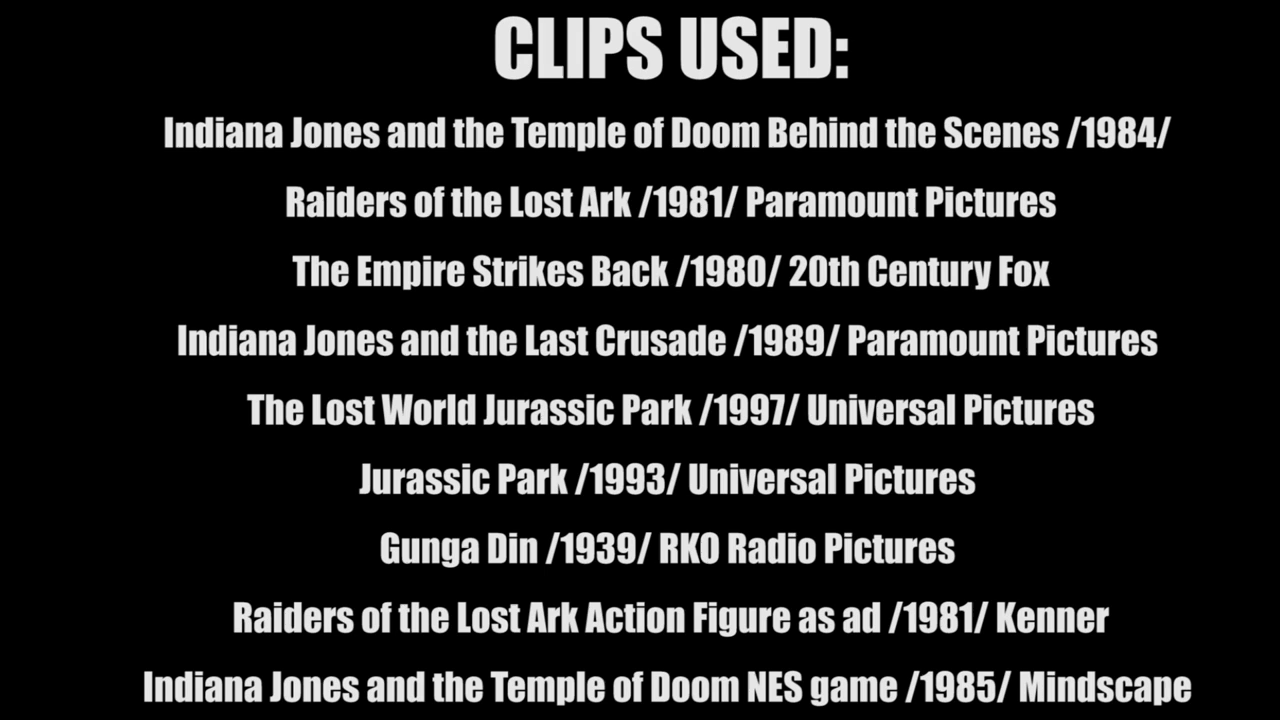 CLIPS USED:
Indiana Jones and the Temple of Doom Behind the Scenes /1984/
Raiders of the Lost Ark /1981/ Paramount Pictures
The Empire Strikes Back /1980/ 20th Century Fox
Indiana Jones and the Last Crusade /1989/ Paramount Pictures
The Lost World Jurassic Park /1997/ Universal Pictures
Jurassic Park /1993/ Universal Pictures
Gunga Din /1939/ RKO Radio Pictures
Raiders of the Lost Ark Action Figure as ad /1981/ Kenner
Indiana Jones and the Temple of Doom NES game /1985/ Mindscape